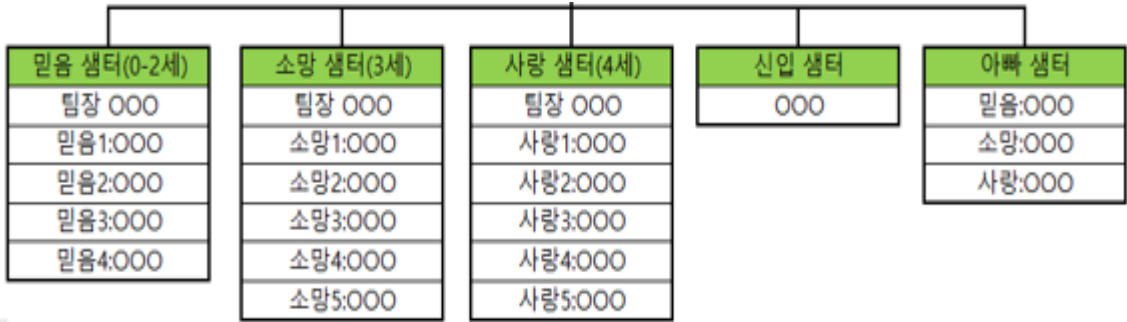 믿음 샘터(0-2세)
팀장 OOO
믿음1:OOO
믿음2:OOO
믿음3:OOO
믿음4:OOO
소망 샘터(3세)
팀장 OOO
소망1:OOO
소망2:OOO
소망3:OOO
소망4:OOO
소망5:OOO
사랑 샘터(4세)
팀장 OOO
사랑1:OOO
사랑2:OOO
사랑3:OOO
사랑4:OOO
사랑5:OOO
신입 샘터
OOO
아빠 샘터
믿음:OOO
소망:OOO
사랑:OOO